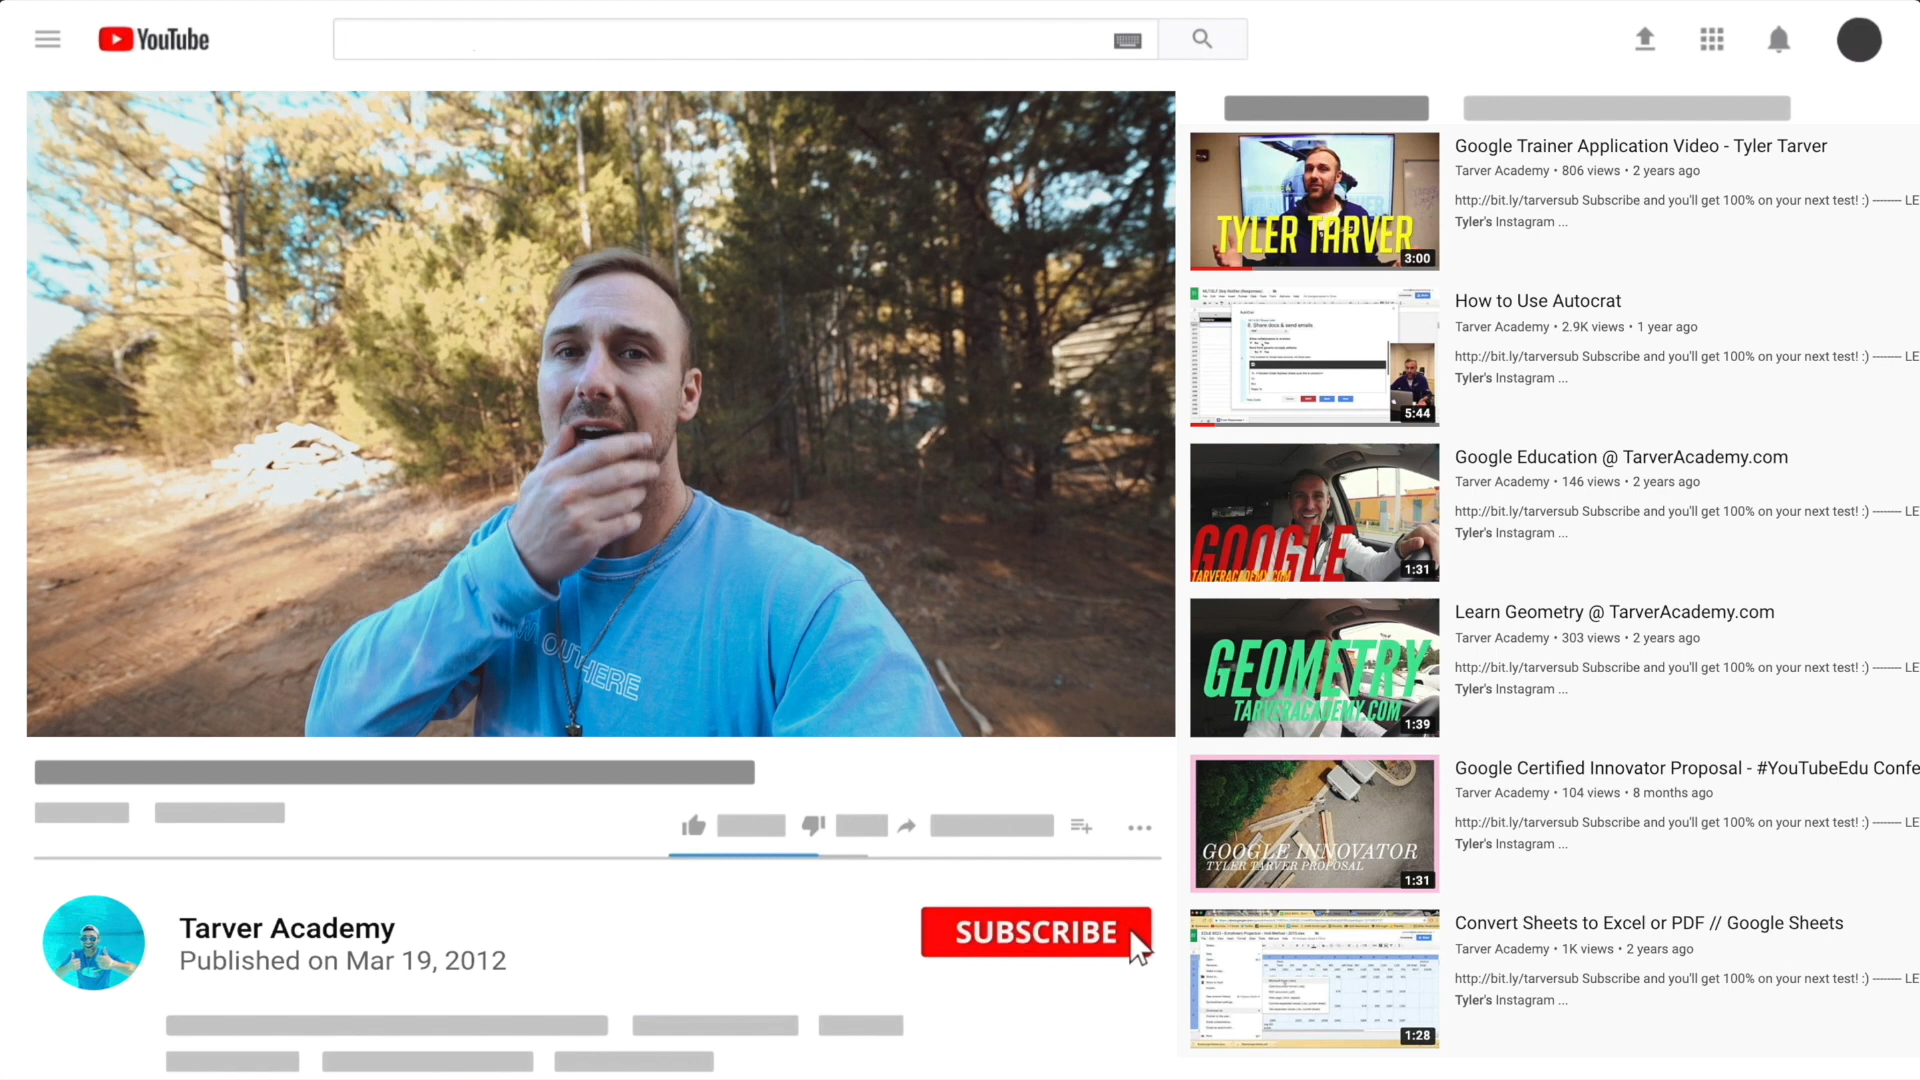 YouTube
OUTHERE
Tarver Academy
Published on Mar 19, 2012
SUBSCRIBE
TYLER TARVER
3:00
Google Trainer Application Video - Tyler Tarver
Tarver Academy • 806 views • 2 years ago
http://bit.ly/tarversub Subscribe and you'll get 100% on your next test! :) -------- LE
Tyler's Instagram ...
8. Share docs & send emails
5:44
How to Use Autocrat
Tarver Academy • 2.9K views • 1 year ago
http://bit.ly/tarversub Subscribe and you'll get 100% on your next test! :) -------- LE
Tyler's Instagram ...
GOOGLE
TARVERACADEMY.COM
1:31
Google Education @ TarverAcademy.com
Tarver Academy • 146 views • 2 years ago
http://bit.ly/tarversub Subscribe and you'll get 100% on your next test! :) -------- LE
Tyler's Instagram ...
GEOMETRY
TARVERACADEMY.COM
1:39
Learn Geometry @ TarverAcademy.com
Tarver Academy • 303 views • 2 years ago
http://bit.ly/tarversub Subscribe and you'll get 100% on your next test! :) -------- LE
Tyler's Instagram ...
GOOGLE INNOVATOR
TYLER TARVER PROPOSAL
1:31
Google Certified Innovator Proposal - #YouTubeEdu Confe
Tarver Academy • 104 views • 8 months ago
http://bit.ly/tarversub Subscribe and you'll get 100% on your next test! :) -------- LE
Tyler's Instagram ...
1:28
Convert Sheets to Excel or PDF // Google Sheets
Tarver Academy • 1K views • 2 years ago
http://bit.ly/tarversub Subscribe and you'll get 100% on your next test! :) -------- LE
Tyler's Instagram ...